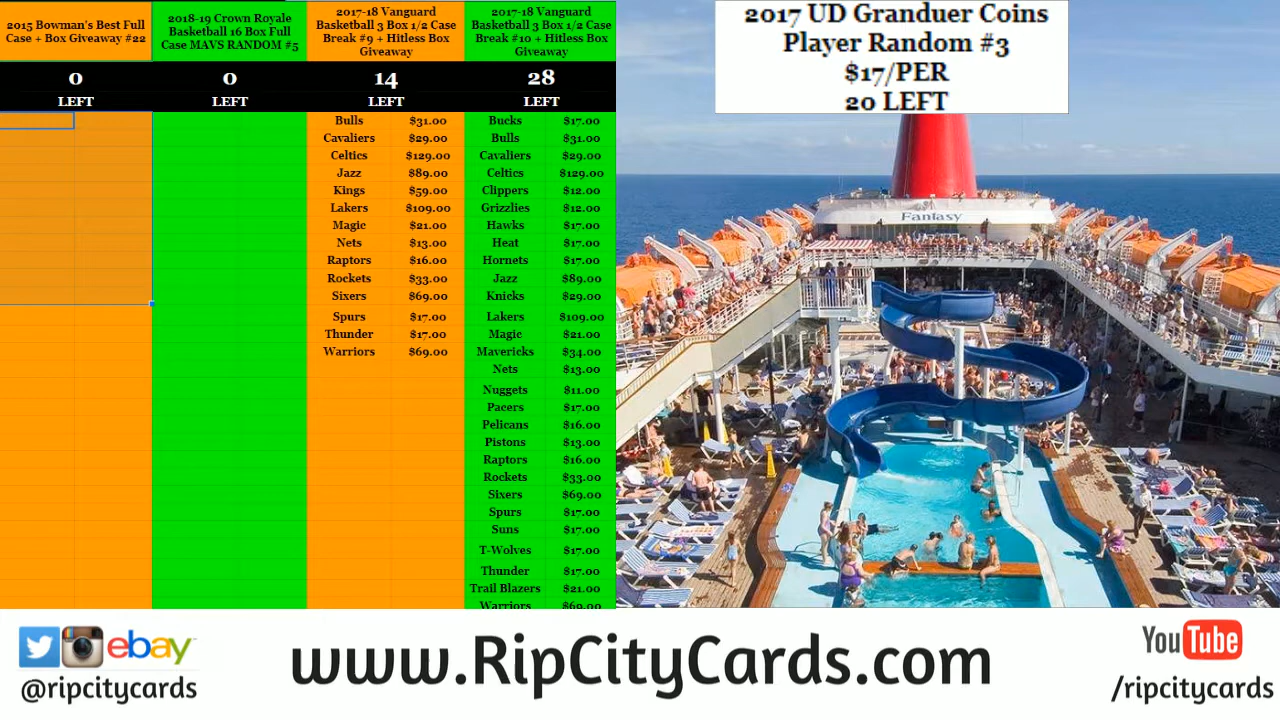 2015 Bowman's Best Full
Case + Box Giveaway #22
0
LEFT
2018-19 Crown Royale
Basketball 16 Box Full
Case MAVS RANDOM #5
0
LEFT
2017-18 Vanguard
Basketball 3 Box 1/2 Case
Break #9 + Hitless Box
Giveaway
14
LEFT
Bulls $31.00
Cavaliers $29.00
Celtics $129.00
Jazz $89.00
Kings $59.00
Lakers $109.00
Magic $21.00
Nets $13.00
Raptors $16.00
Rockets $33.00
Sixers $69.00
Spurs $17.00
Thunder $17.00
Warriors $69.00
2017-18 Vanguard
Basketball 3 Box 1/2 Case
Break #10 + Hitless Box
Giveaway
28
LEFT
Bucks $17.00
Bulls $31.00
Cavaliers $29.00
Celtics $129.00
Clippers $12.00
Grizzlies $12.00
Hawks $17.00
Heat $17.00
Hornets $17.00
Jazz $89.00
Knicks $29.00
Lakers $109.00
Magic $21.00
Mavericks $34.00
Nets $13.00
Nuggets $11.00
Pacers $17.00
Pelicans $16.00
Pistons $13.00
Raptors $16.00
Rockets $33.00
Sixers $69.00
Spurs $17.00
Suns $17.00
T-Wolves $17.00
Thunder $17.00
Trail Blazers $21.00
Warriors $69.00
2017 UD Granduer Coins
Player Random #3
$17/PER
20 LEFT
Fantasy
ebay
@ripcitycards
www.RipCityCards.com
YouTube
/ripcitycards